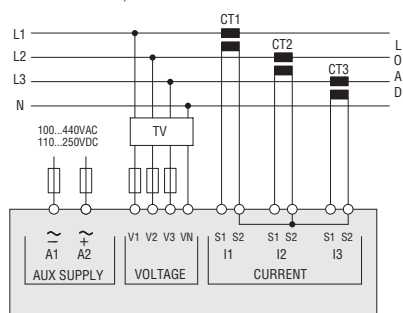 CT1
L1
L
L2
CT2
O
L3
CT3
A
N
D
100...440VAC
110...250VDC
TV
A1 A2
V1 V2 V3 VN
S1 S2 S1 S2 S1 S2
I1 I2 I3
AUX SUPPLY VOLTAGE CURRENT